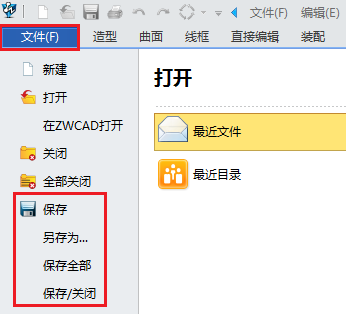 文件(F) 编辑(E)
文件(F) 造型 曲面 线框 直接编辑 装配
新建
打开
在ZWCAD打开
关闭
全部关闭
保存
另存为...
保存全部
保存/关闭
打开
最近文件
最近目录